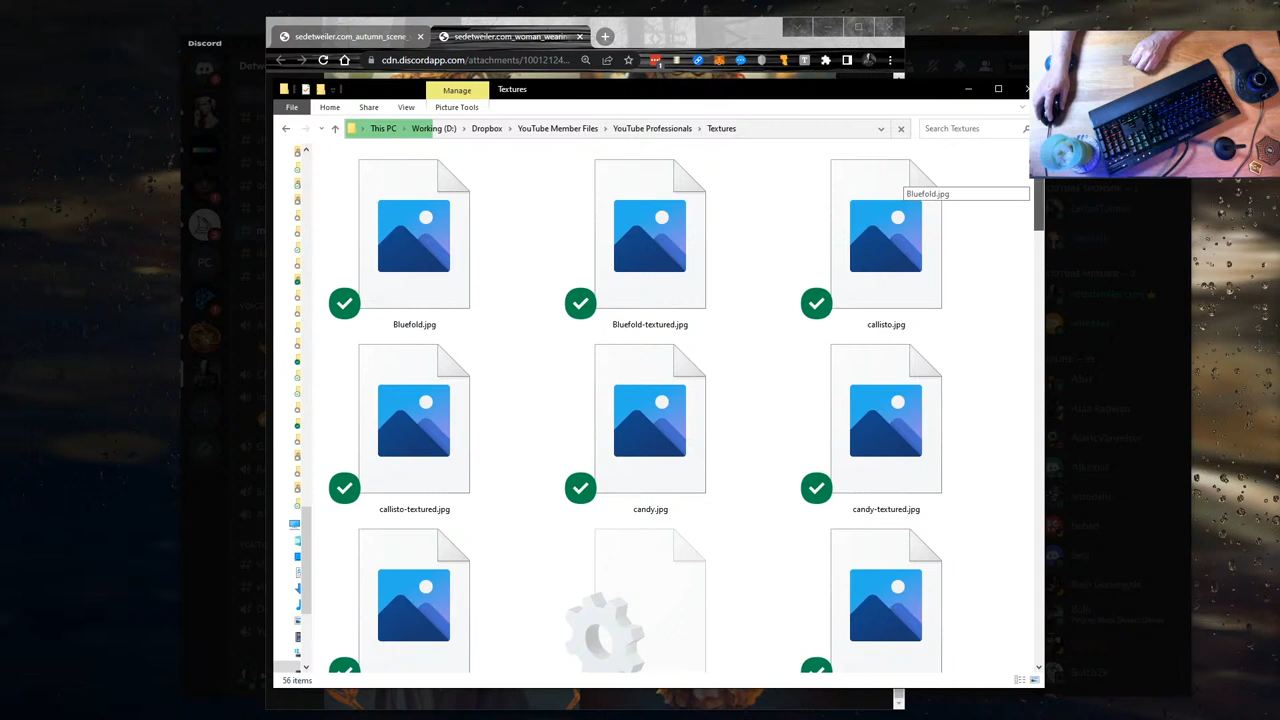 Discord
sedetweiler.com_autumn_scene_
sedetweiler.com_woman_wearin
cdn.discordapp.com/attachments/10012124...
Manage
Textures
File
Home
Share
View
Picture Tools
This PC
Working (D:)
Dropbox
YouTube Member Files
YouTube Professionals
Textures
Search Textures
Bluefold.jpg
Bluefold.jpg
Bluefold-textured.jpg
callisto.jpg
callisto-textured.jpg
candy.jpg
candy-textured.jpg
PC
56 items